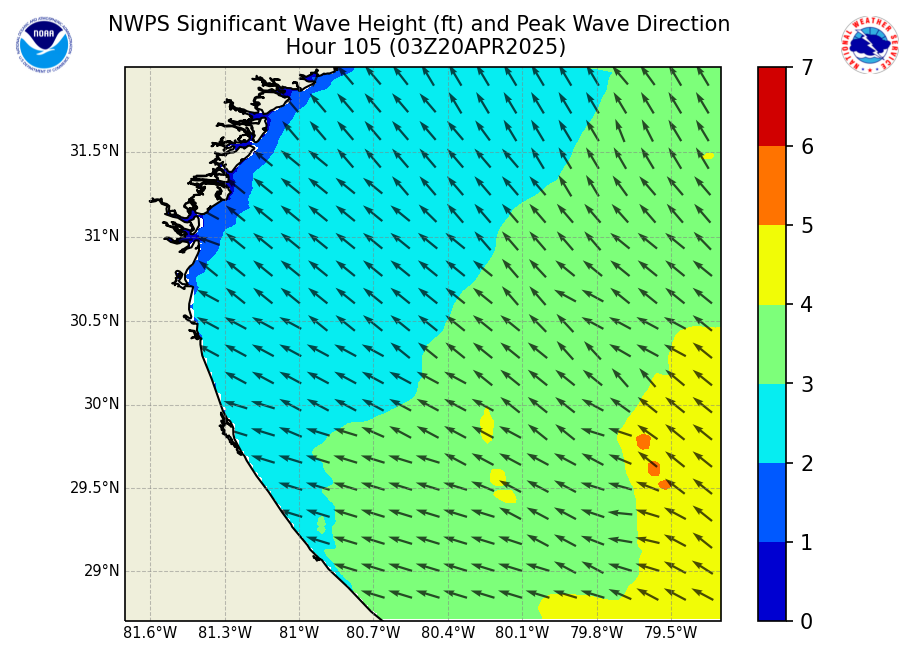 NWPS Significant Wave Height (ft) and Peak Wave Direction
Hour 105 (03Z20APR2025)
NOAA
NATIONAL WEATHER SERVICE
31.5°N
31°N
30.5°N
30°N
29.5°N
29°N
81.6°W 81.3°W 81°W 80.7°W 80.4°W 80.1°W 79.8°W 79.5°W
7
6
5
4
3
2
1
0